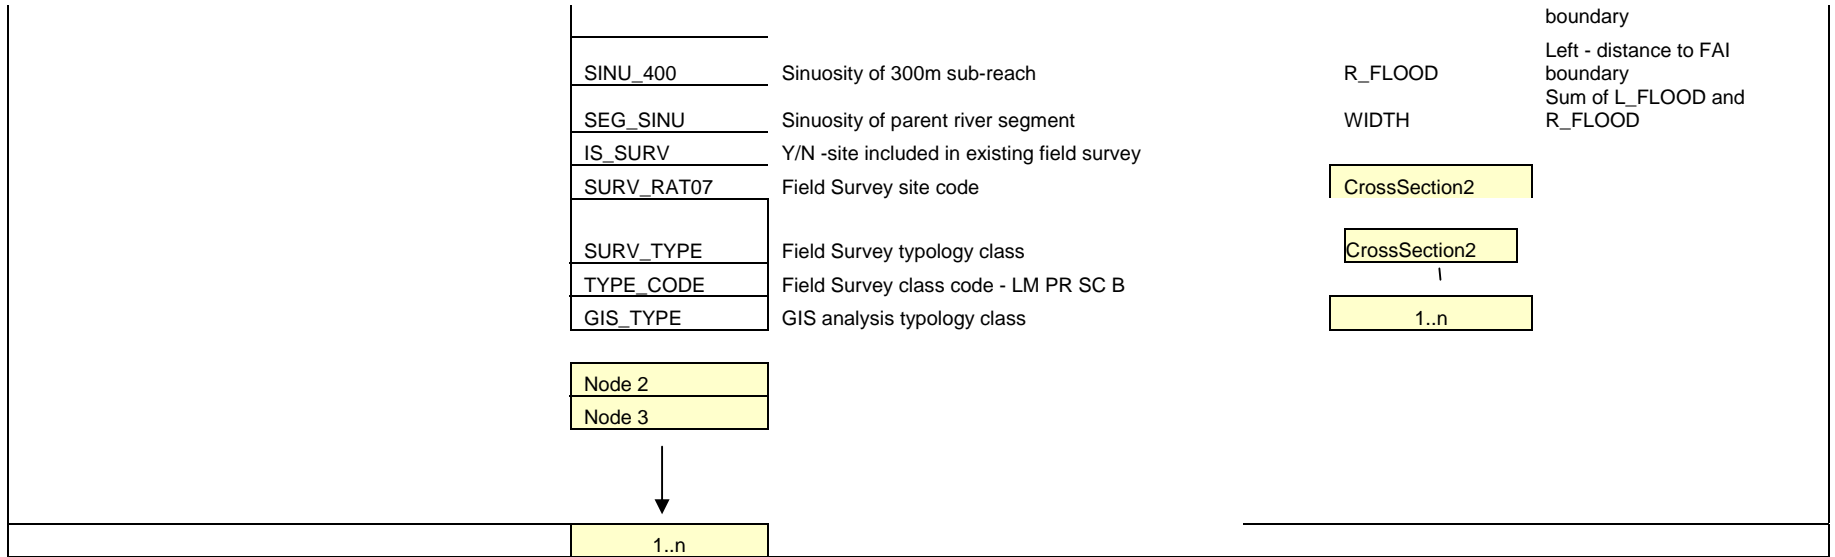 boundary
SINU_400 Sinuosity of 300m sub-reach R_FLOOD Left - distance to FAI
boundary
SEG_SINU Sinuosity of parent river segment WIDTH Sum of L_FLOOD and
R_FLOOD
IS_SURV Y/N -site included in existing field survey
SURV_RAT07 Field Survey site code CrossSection2
SURV_TYPE Field Survey typology class CrossSection2
TYPE_CODE Field Survey class code - LM PR SC B
GIS_TYPE GIS analysis typology class 1..n
Node 2
Node 3
1..n